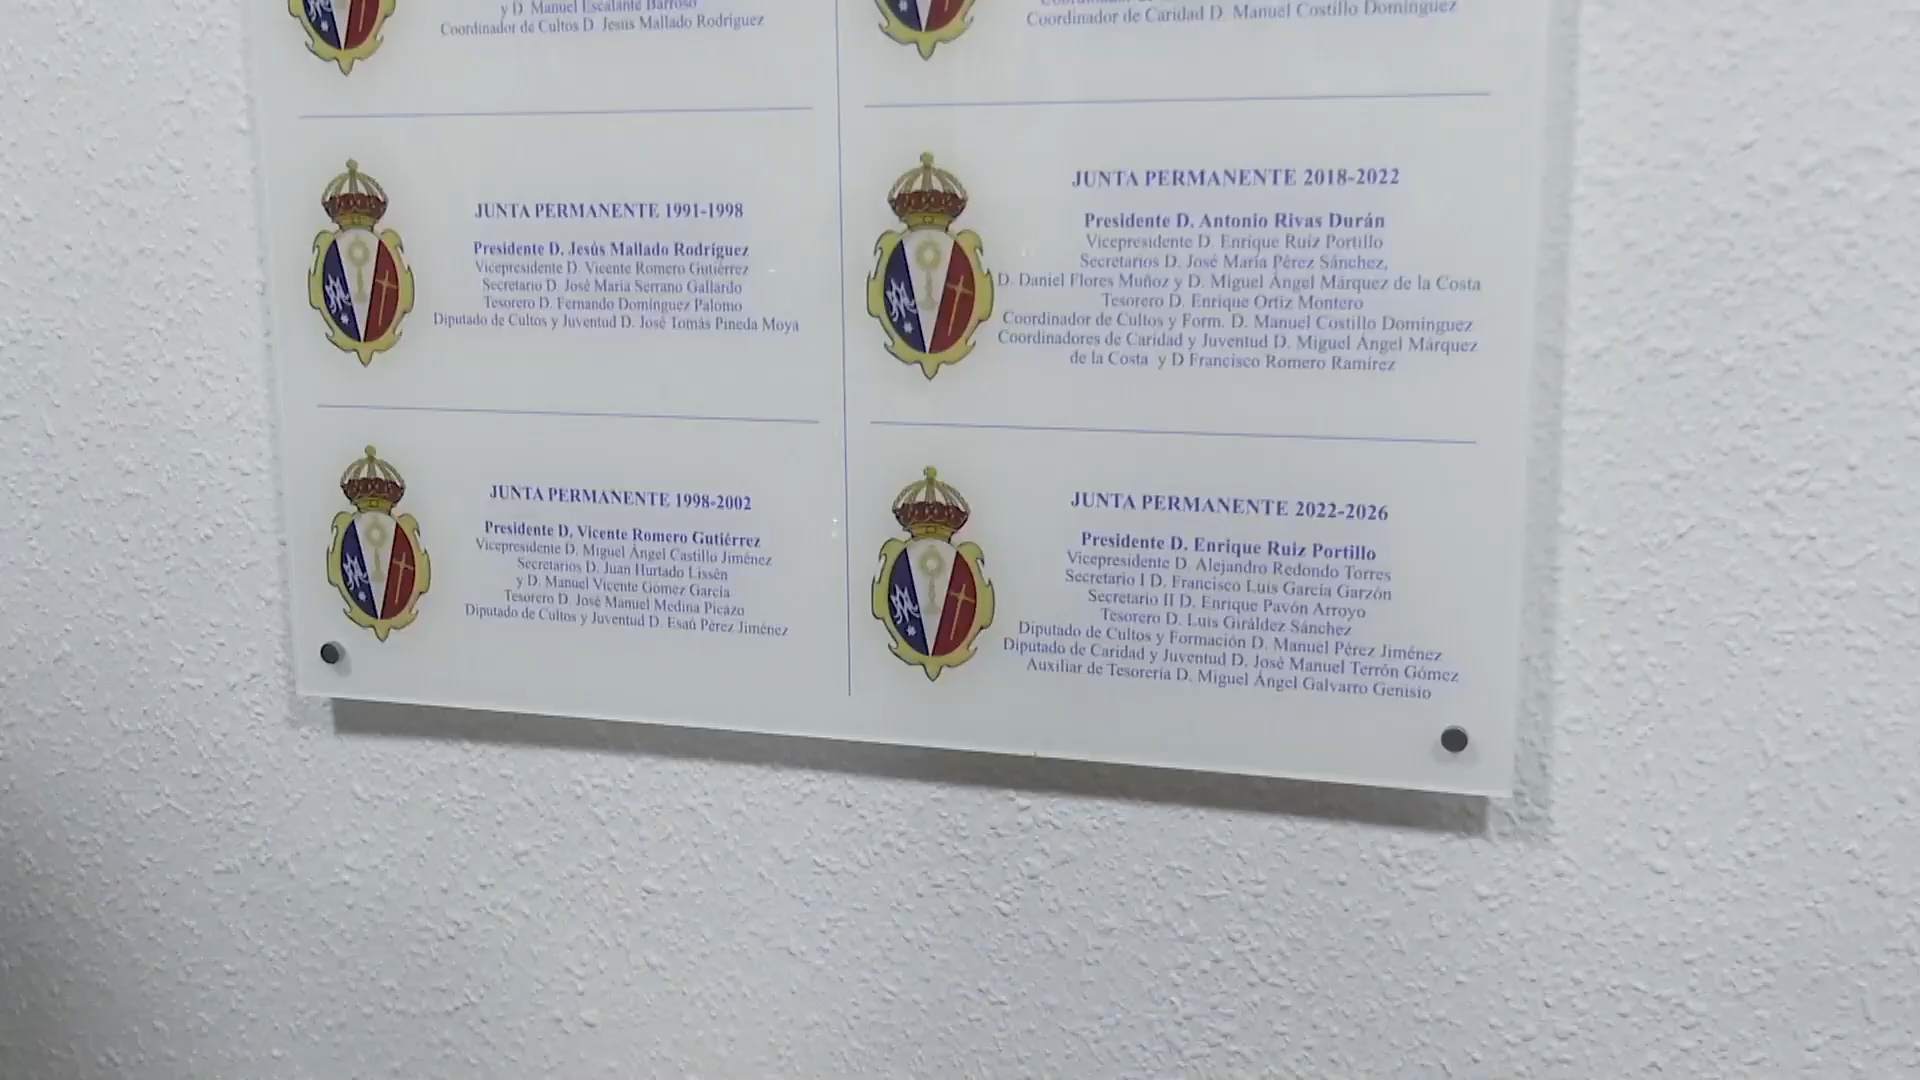 y D. Manuel Escalante Barroso
Coordinador de Cultos D. Jesús Mallado Rodríguez
JUNTA PERMANENTE 1991-1998
Presidente D. Jesús Mallado Rodríguez
Vicepresidente D. Vicente Romero Gutiérrez
Secretario D. José María Serrano Gallardo
Tesorero D. Fernando Domínguez Palomo
Diputado de Cultos y Juventud D. José Tomás Pineda Moya
JUNTA PERMANENTE 1998-2002
Presidente D. Vicente Romero Gutiérrez
Vicepresidente D. Miguel Ángel Castillo Jiménez
Secretarios D. Juan Hurtado Lissén
y D. Manuel Vicente Gómez García
Tesorero D. José Manuel Medina Picazo
Diputado de Cultos y Juventud D. Esaú Pérez Jiménez
Coordinador de Caridad D. Manuel Costillo Domínguez
JUNTA PERMANENTE 2018-2022
Presidente D. Antonio Rivas Durán
Vicepresidente D. Enrique Ruiz Portillo
Secretarios D. José María Pérez Sánchez,
D. Daniel Flores Muñoz y D. Miguel Ángel Márquez de la Costa
Tesorero D. Enrique Ortiz Montero
Coordinador de Cultos y Form. D. Manuel Costillo Domínguez
Coordinadores de Caridad y Juventud D. Miguel Ángel Márquez
de la Costa y D Francisco Romero Ramírez
JUNTA PERMANENTE 2022-2026
Presidente D. Enrique Ruiz Portillo
Vicepresidente D. Alejandro Redondo Torres
Secretario I D. Francisco Luis García Garzón
Secretario II D. Enrique Pavón Arroyo
Tesorero D. Luis Giráldez Sánchez
Diputado de Cultos y Formación D. Manuel Pérez Jiménez
Diputado de Caridad y Juventud D. José Manuel Terrón Gómez
Auxiliar de Tesorería D. Miguel Ángel Galvarro Genisio